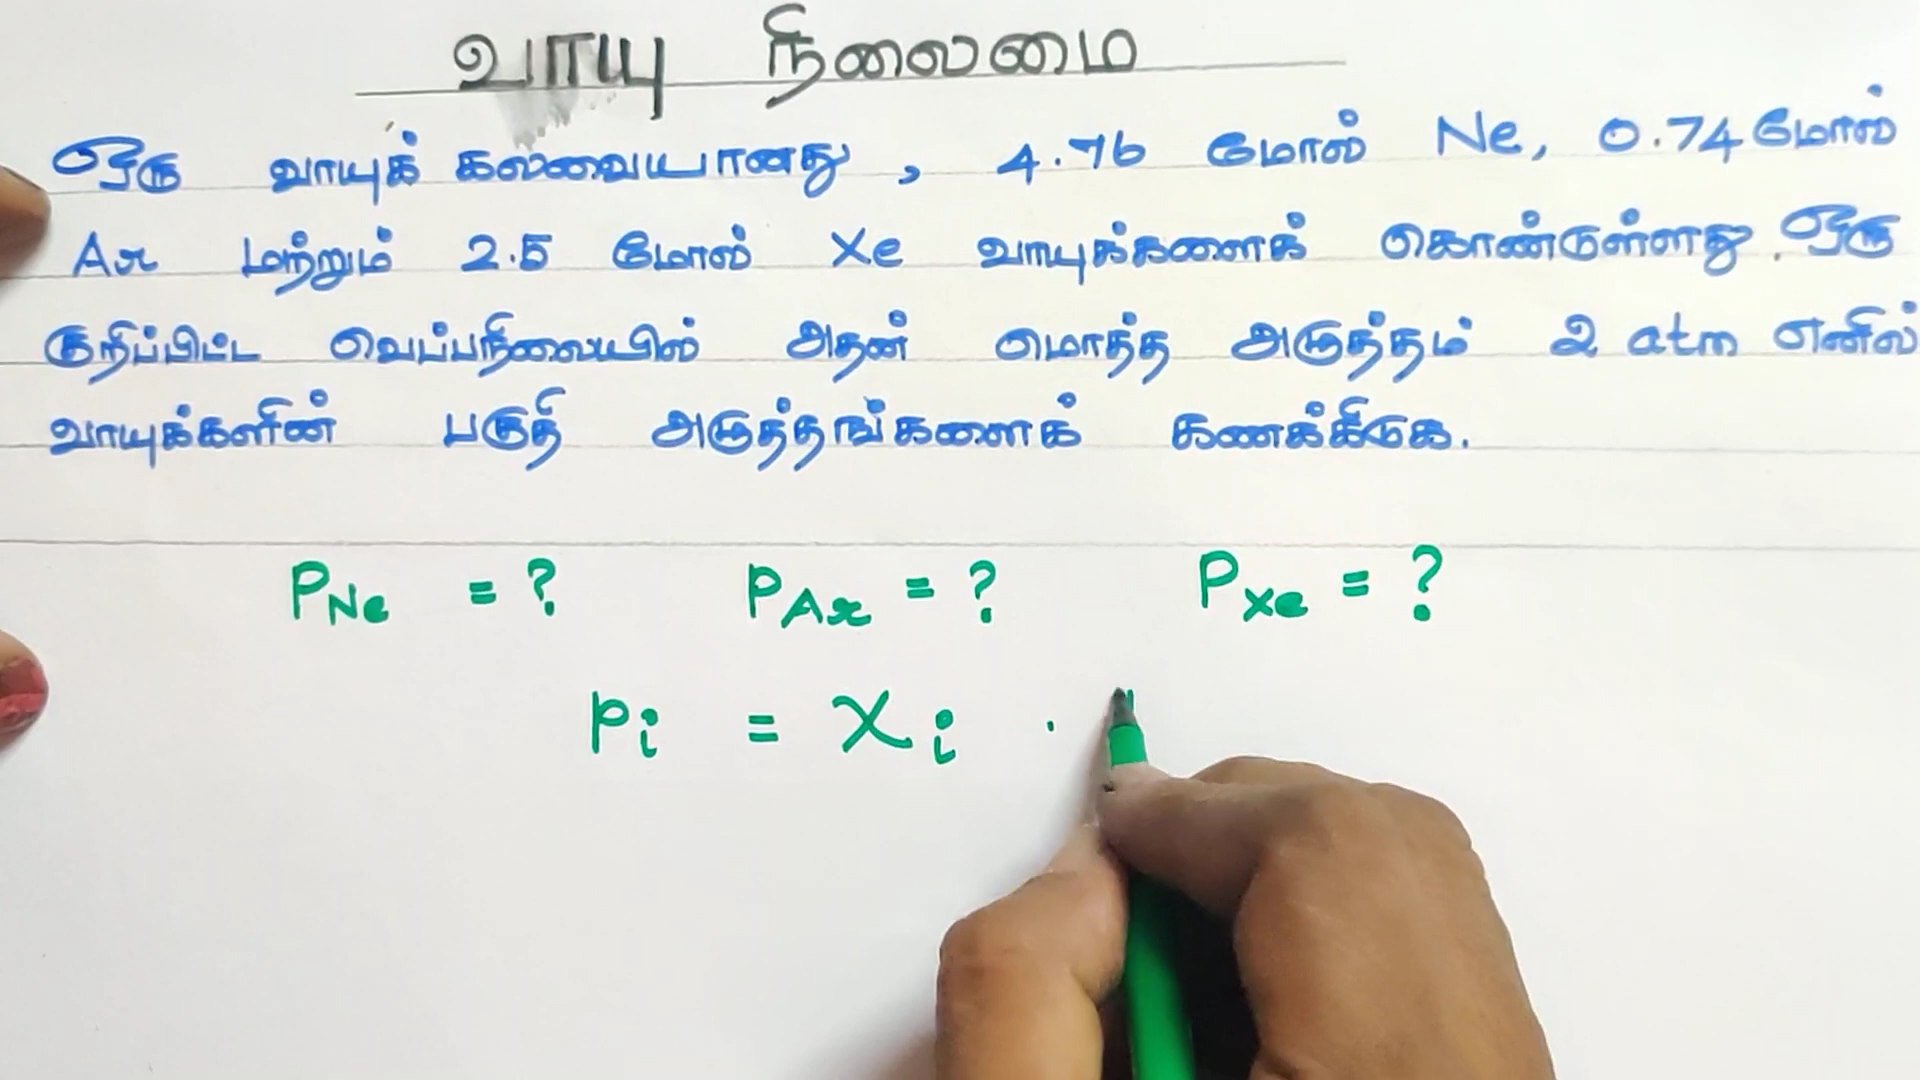 வாயு நிலைமை
ஒரு வாயுக் கலவையானது, 4.76 மோல் Ne, 0.74 மோல்
Ar மற்றும் 2.5 மோல் Xe வாயுக்களைக் கொண்டுள்ளது. ஒரு
குறிப்பிட்ட வெப்பநிலையில் அதன் மொத்த அழுத்தம் 2 atm எனில்
வாயுக்களின் பகுதி அழுத்தங்களைக் கணக்கிடுக.
PNe = ? PAr = ? PXe = ?
Pi = Xi .